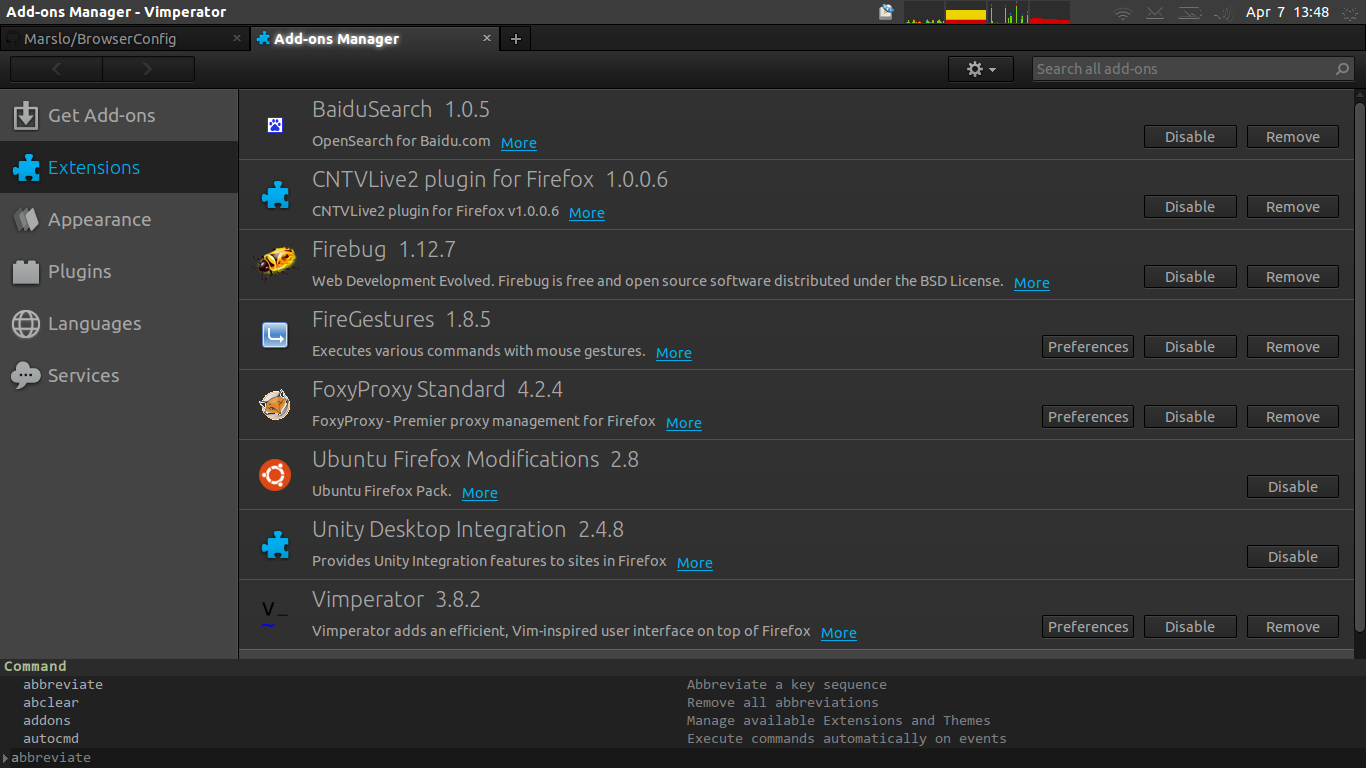 Add-ons Manager - Vimperator
Apr 7 13:48
Marslo/BrowserConfig
Add-ons Manager
Search all add-ons
Get Add-ons
Extensions
Appearance
Plugins
Languages
Services
BaiduSearch 1.0.5
OpenSearch for Baidu.com More
Disable Remove
CNTVLive2 plugin for Firefox 1.0.0.6
CNTVLive2 plugin for Firefox v1.0.0.6 More
Disable Remove
Firebug 1.12.7
Web Development Evolved. Firebug is free and open source software distributed under the BSD License. More
Disable Remove
FireGestures 1.8.5
Executes various commands with mouse gestures. More
Preferences Disable Remove
FoxyProxy Standard 4.2.4
FoxyProxy - Premier proxy management for Firefox More
Preferences Disable Remove
Ubuntu Firefox Modifications 2.8
Ubuntu Firefox Pack. More
Disable
Unity Desktop Integration 2.4.8
Provides Unity Integration features to sites in Firefox More
Disable
V_
Vimperator 3.8.2
Vimperator adds an efficient, Vim-inspired user interface on top of Firefox More
Preferences Disable Remove
Command
abbreviate Abbreviate a key sequence
abclear Remove all abbreviations
addons Manage available Extensions and Themes
autocmd Execute commands automatically on events
abbreviate